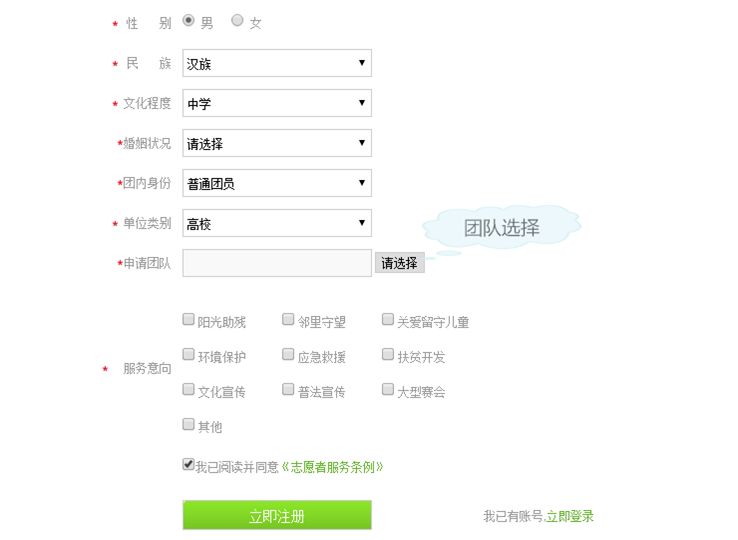 * 性 别 男 女
* 民 族 汉族
* 文化程度 中学
*婚姻状况 请选择
*团内身份 普通团员
* 单位类别 高校
团队选择
*申请团队 请选择
阳光助残 邻里守望 关爱留守儿童
环境保护 应急救援 扶贫开发
* 服务意向
文化宣传 普法宣传 大型赛会
其他
我已阅读并同意《志愿者服务条例》
立即注册 我已有账号,立即登录